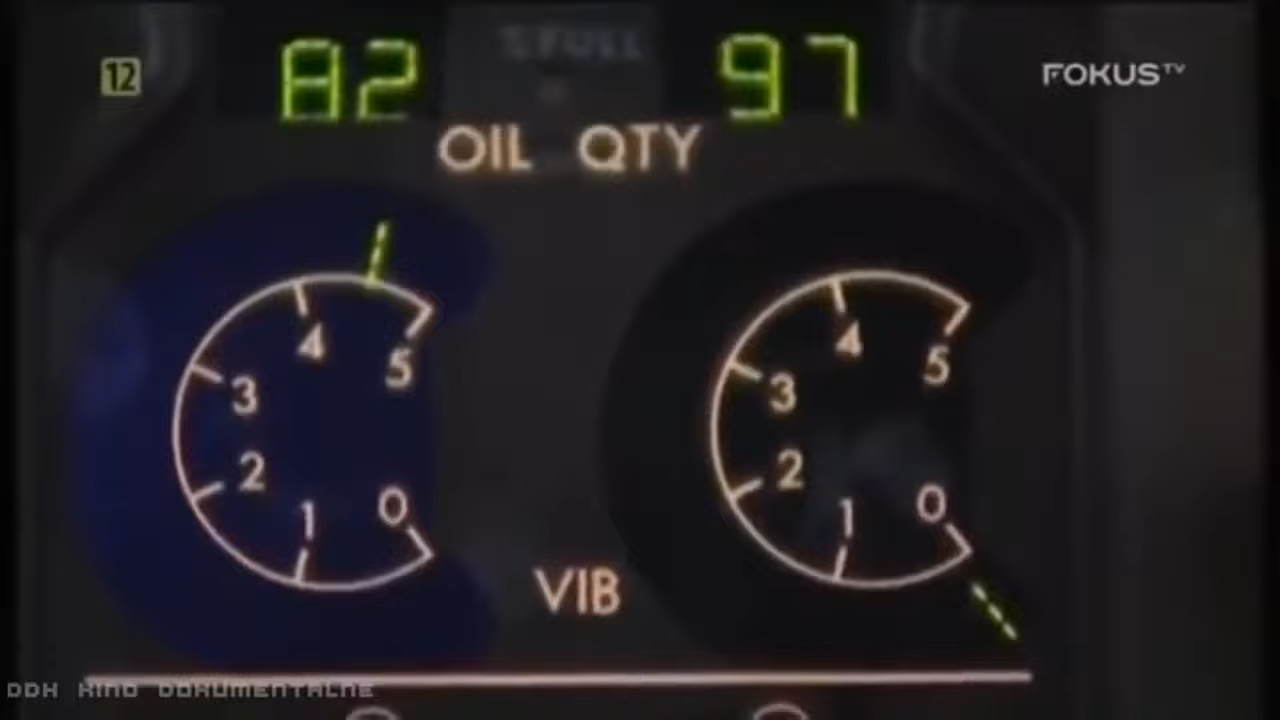 82 % FULL 97
12
FOKUS TV
OIL QTY
4 5 4 5
3 3
2 2
1 0 1 0
VIB
DDK KINO DOKUMENTALNE